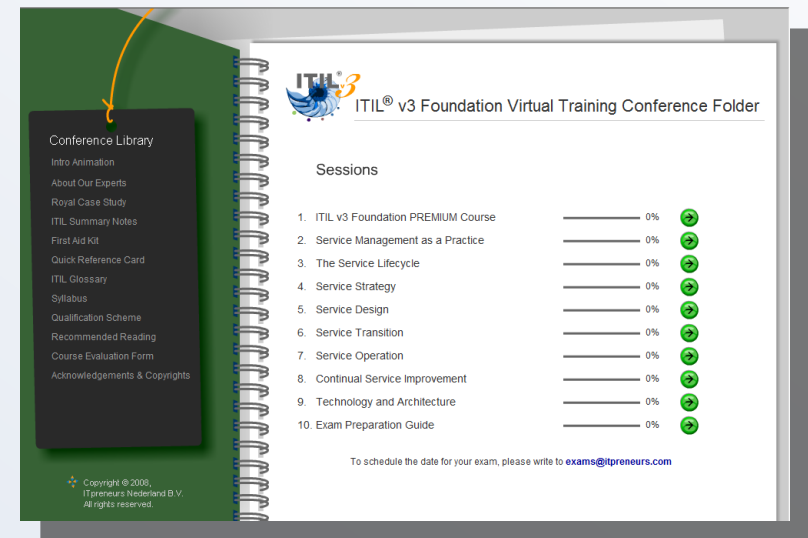 ITIL® v3
ITIL® v3 Foundation Virtual Training Conference Folder
Conference Library
Intro Animation
About Our Experts
Royal Case Study
ITIL Summary Notes
First Aid Kit
Quick Reference Card
ITIL Glossary
Syllabus
Qualification Scheme
Recommended Reading
Course Evaluation Form
Acknowledgements & Copyrights
Sessions
1. ITIL v3 Foundation PREMIUM Course 0%
2. Service Management as a Practice 0%
3. The Service Lifecycle 0%
4. Service Strategy 0%
5. Service Design 0%
6. Service Transition 0%
7. Service Operation 0%
8. Continual Service Improvement 0%
9. Technology and Architecture 0%
10. Exam Preparation Guide 0%
To schedule the date for your exam, please write to exams@itpreneurs.com
Copyright © 2008,
ITpreneurs Nederland B.V.
All rights reserved.